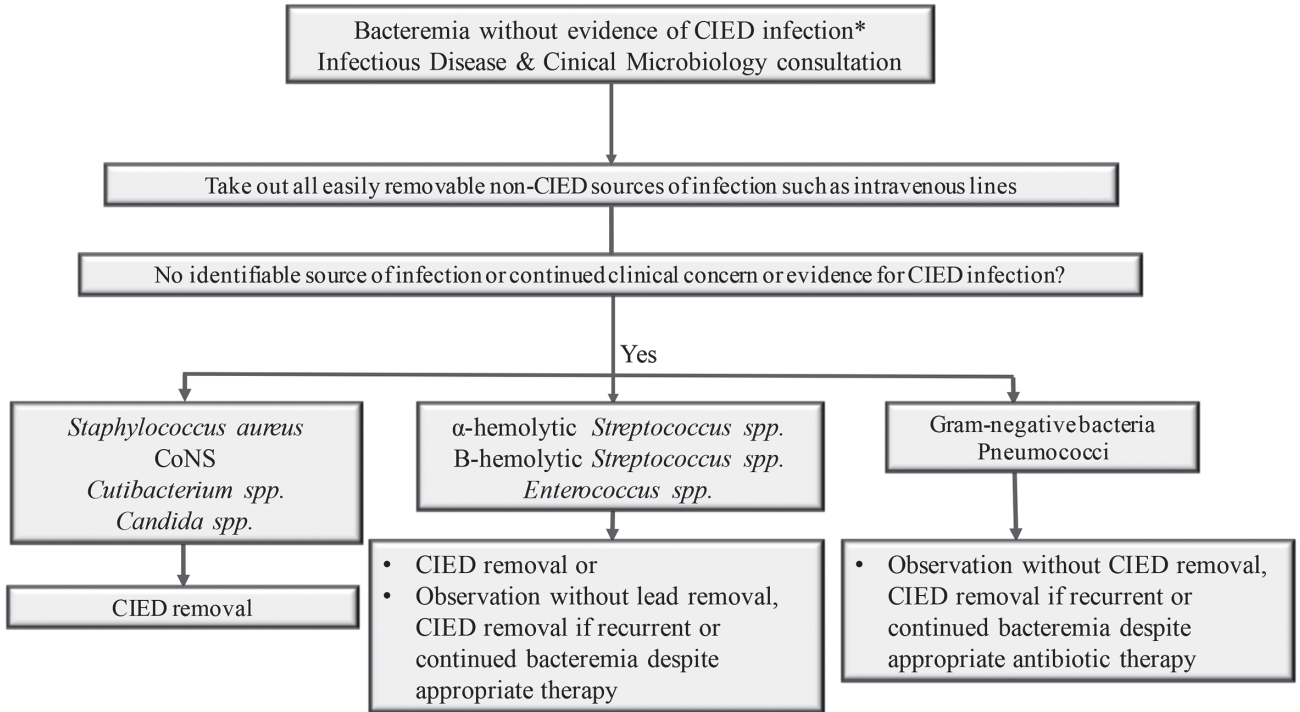 Bacteremia without evidence of CIED infection*
Infectious Disease & Cinical Microbiology consultation
Take out all easily removable non-CIED sources of infection such as intravenous lines
No identifiable source of infection or continued clinical concern or evidence for CIED infection?
Yes
Staphylococcus aureus
CoNS
Cutibacterium spp.
Candida spp.
CIED removal
α-hemolytic Streptococcus spp.
B-hemolytic Streptococcus spp.
Enterococcus spp.
• CIED removal or
• Observation without lead removal,
CIED removal if recurrent or
continued bacteremia despite
appropriate therapy
Gram-negative bacteria
Pneumococci
• Observation without CIED removal,
CIED removal if recurrent or
continued bacteremia despite
appropriate antibiotic therapy